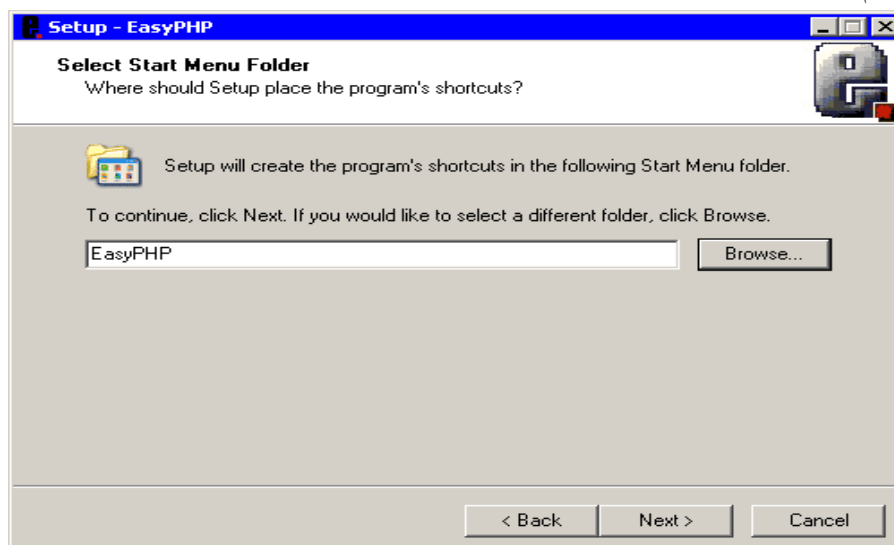 Setup - EasyPHP
Select Start Menu Folder
Where should Setup place the program's shortcuts?
Setup will create the program's shortcuts in the following Start Menu folder.
To continue, click Next. If you would like to select a different folder, click Browse.
EasyPHP
Browse...
< Back
Next >
Cancel